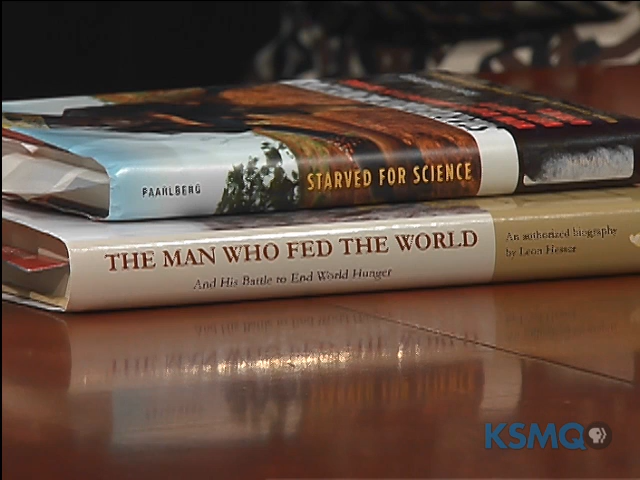 PAARLBERG
STARVED FOR SCIENCE
THE MAN WHO FED THE WORLD
And His Battle to End World Hunger
An authorized biography
by Leon Hesser
KSMQ